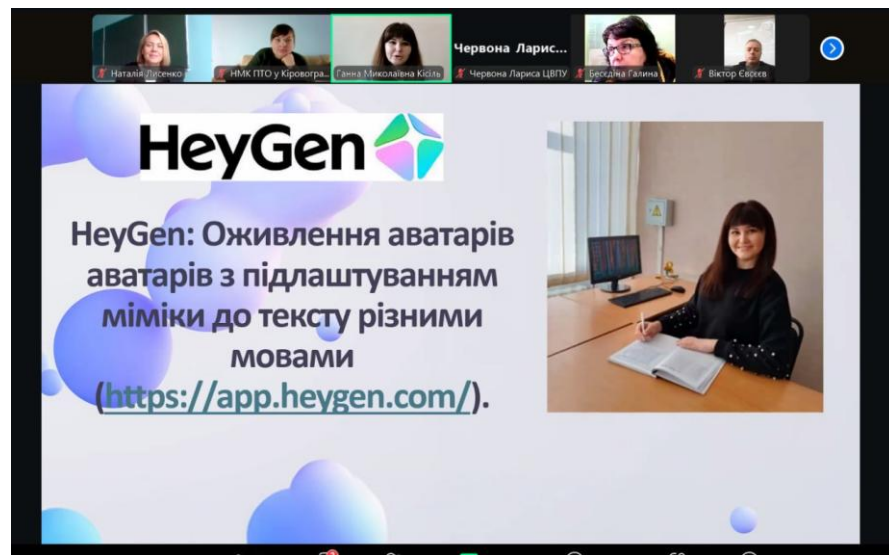 Червона Ларис...
Наталія Лисенко
НМК ПТО у Кіровогра...
Ганна Миколаївна Кісіль
Червона Лариса ЦВПУ
Бесєдіна Галина
Віктор Євсєєв
HeyGen
HeyGen: Оживлення аватарів
аватарів з підлаштуванням
міміки до тексту різними
мовами
(https://app.heygen.com/).